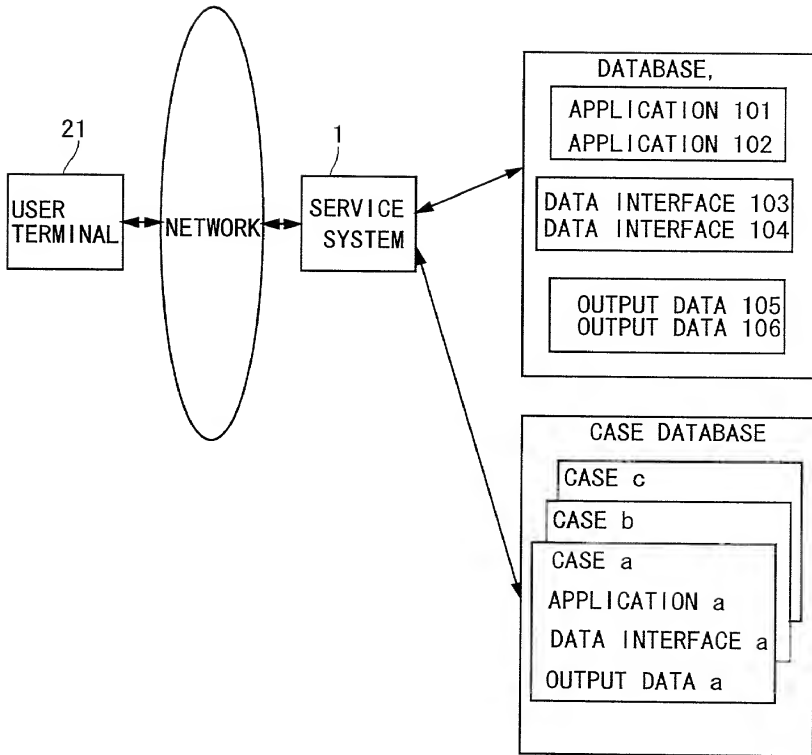 21
USER
TERMINAL
NETWORK
1
SERVICE
SYSTEM
DATABASE,
APPLICATION 101
APPLICATION 102
DATA INTERFACE 103
DATA INTERFACE 104
OUTPUT DATA 105
OUTPUT DATA 106
CASE DATABASE
CASE c
CASE b
CASE a
APPLICATION a
DATA INTERFACE a
OUTPUT DATA a